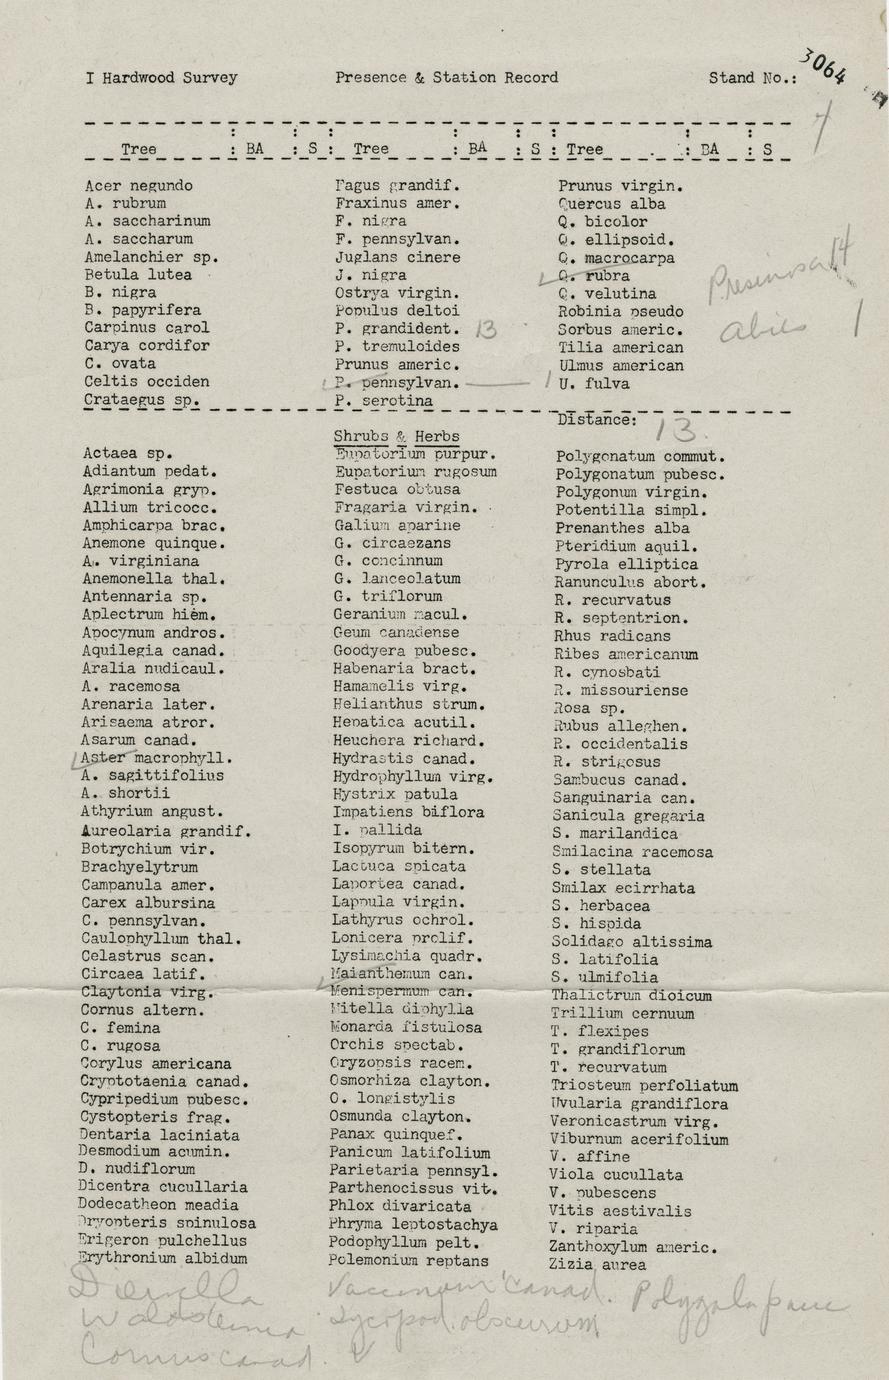 I Hardwood Survey Presence & Station Record Stand No.: 3064
Tree : BA : S : Tree : BA : S : Tree : BA : S
7
Acer negundo Fagus grandif. Prunus virgin.
A. rubrum Fraxinus amer. Quercus alba
A. saccharinum F. nigra Q. bicolor
A. saccharum F. pennsylvan. Q. ellipsoid.
Amelanchier sp. Juglans cinere Q. macrocarpa
Betula lutea J. nigra Q. rubra
B. nigra Ostrya virgin. Q. velutina
B. papyrifera Populus deltoi Robinia pseudo
Carpinus carol P. grandident. 13 Sorbus americ. Abies 1
Carya cordifor P. tremuloides Tilia american
C. ovata Prunus americ. Ulmus american
Celtis occiden P. pennsylvan. 1 U. fulva
Crataegus sp. P. serotina
Distance: 13.
Shrubs & Herbs
Actaea sp. Eupatorium purpur. Polygonatum commut.
Adiantum pedat. Eupatorium rugosum Polygonatum pubesc.
Agrimonia gryp. Festuca obtusa Polygonum virgin.
Allium tricocc. Fragaria virgin. Potentilla simpl.
Amphicarpa brac. Galium aparine Prenanthes alba
Anemone quinque. G. circaezans Pteridium aquil.
A. virginiana G. concinnum Pyrola elliptica
Anemonella thal. G. lanceolatum Ranunculus abort.
Antennaria sp. G. triflorum R. recurvatus
Aplectrum hiem. Geranium macul. R. septentrion.
Apocynum andros. Geum canadense Rhus radicans
Aquilegia canad. Goodyera pubesc. Ribes americanum
Aralia nudicaul. Habenaria bract. R. cynosbati
A. racemosa Hamamelis virg. R. missouriense
Arenaria later. Helianthus strum. Rosa sp.
Arisaema atror. Hepatica acutil. Rubus alleghen.
Asarum canad. Heuchera richard. R. occidentalis
Aster macrophyll. Hydrastis canad. R. strigosus
A. sagittifolius Hydrophyllum virg. Sambucus canad.
A. shortii Hystrix patula Sanguinaria can.
Athyrium angust. Impatiens biflora Sanicula gregaria
Aureolaria grandif. I. pallida S. marilandica
Botrychium vir. Isopyrum bitern. Smilacina racemosa
Brachyelytrum Lactuca spicata S. stellata
Campanula amer. Laportea canad. Smilax ecirrhata
Carex albursina Lappula virgin. S. herbacea
C. pennsylvan. Lathyrus ochrol. S. hispida
Caulophyllum thal. Lonicera prolif. Solidago altissima
Celastrus scan. Lysimachia quadr. S. latifolia
Circaea latif. Maianthemum can. S. ulmifolia
Claytonia virg. Menispermum can. Thalictrum dioicum
Cornus altern. Mitella diphylla Trillium cernuum
C. femina Monarda fistulosa T. flexipes
C. rugosa Orchis spectab. T. grandiflorum
Corylus americana Oryzopsis racem. T. recurvatum
Cryptotaenia canad. Osmorhiza clayton. Triosteum perfoliatum
Cypripedium pubesc. O. longistylis Uvularia grandiflora
Cystopteris frag. Osmunda clayton. Veronicastrum virg.
Dentaria laciniata Panax quinquef. Viburnum acerifolium
Desmodium acumin. Panicum latifolium V. affine
D. nudiflorum Parietaria pennsyl. Viola cucullata
Dicentra cucullaria Parthenocissus vit. V. pubescens
Dodecatheon meadia Phlox divaricata Vitis aestivalis
Dryopteris spinulosa Phryma leptostachya V. riparia
Erigeron pulchellus Podophyllum pelt. Zanthoxylum americ.
Erythronium albidum Polemonium reptans Zizia aurea
Diervilla Vaccinum canad. Polygala pauc
Waldsteinia Lycopod. obscurum
Cornus canad.